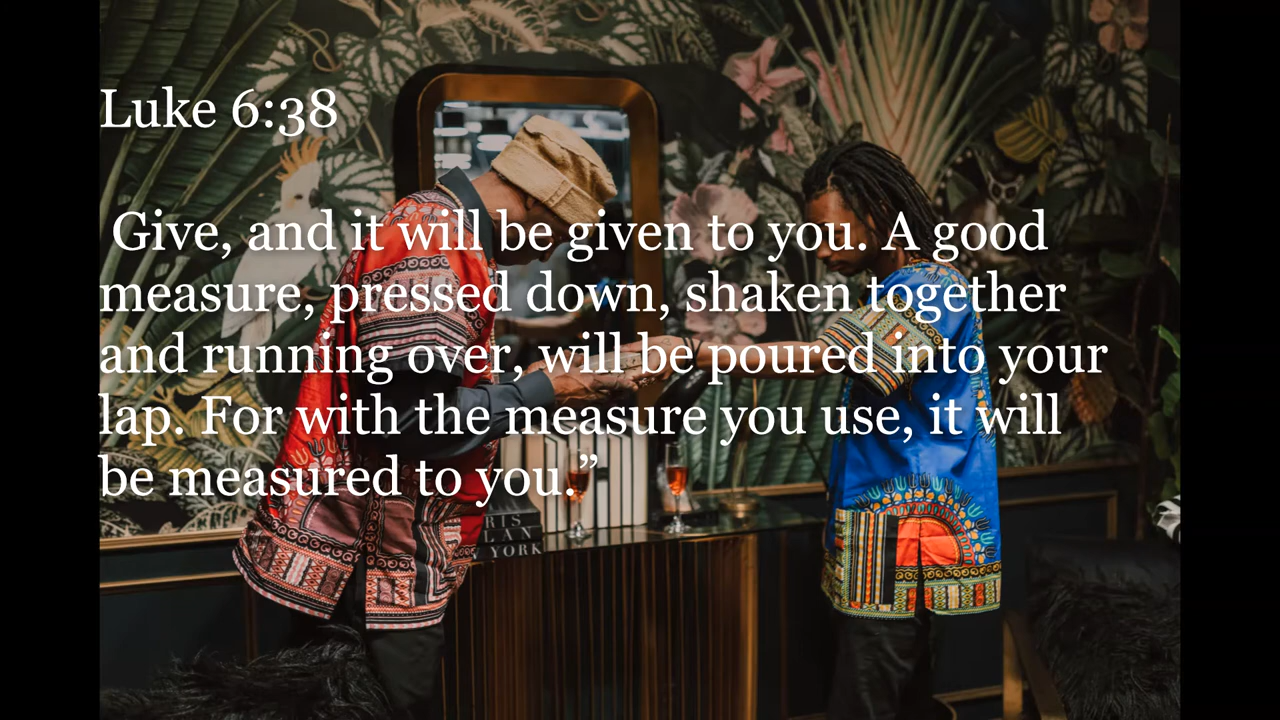 Luke 6:38
Give, and it will be given to you. A good
measure, pressed down, shaken together
and running over, will be poured into your
lap. For with the measure you use, it will
be measured to you.”
RIS
LAN
YORK